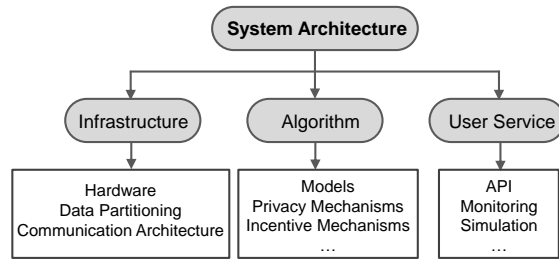 System Architecture
Infrastructure
Algorithm
User Service
Hardware
Data Partitioning
Communication Architecture
Models
Privacy Mechanisms
Incentive Mechanisms
…
API
Monitoring
Simulation
…